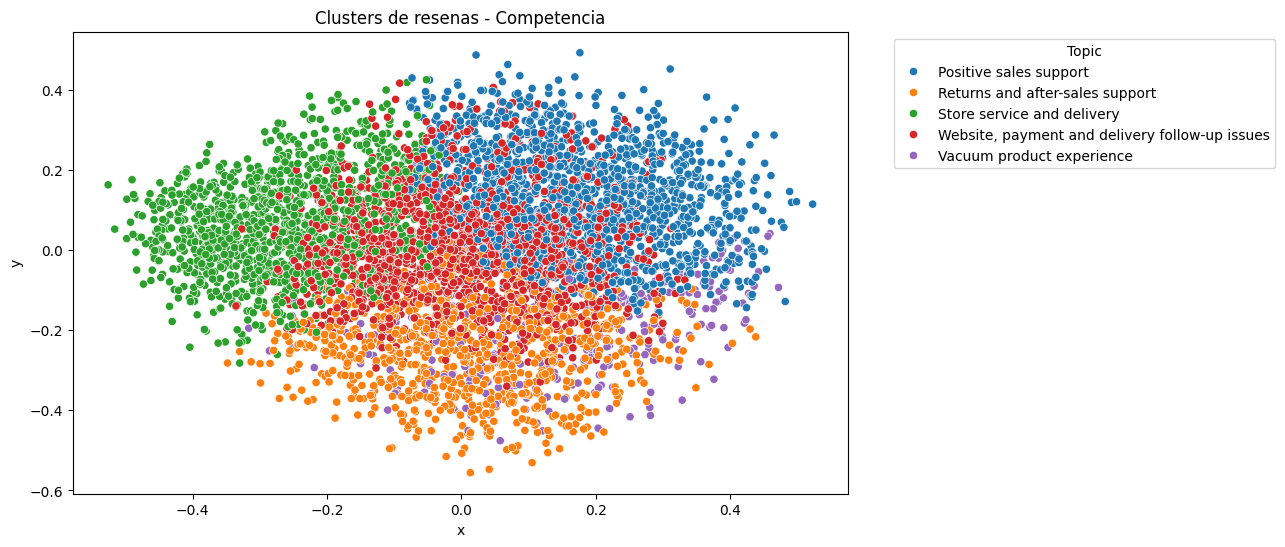 Clusters de resenas - Competencia
Topic
Positive sales support
Returns and after-sales support
Store service and delivery
Website, payment and delivery follow-up issues
Vacuum product experience
y
0.4
0.2
0.0
−0.2
−0.4
−0.6
−0.4
−0.2
0.0
0.2
0.4
x